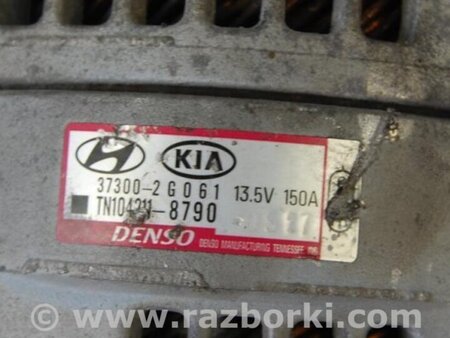 KIA
37300-2G061 13.5V 150A
TN104211-8790
DENSO DENSO MANUFACTURING TENNESSEE INC
© www.razborki.com